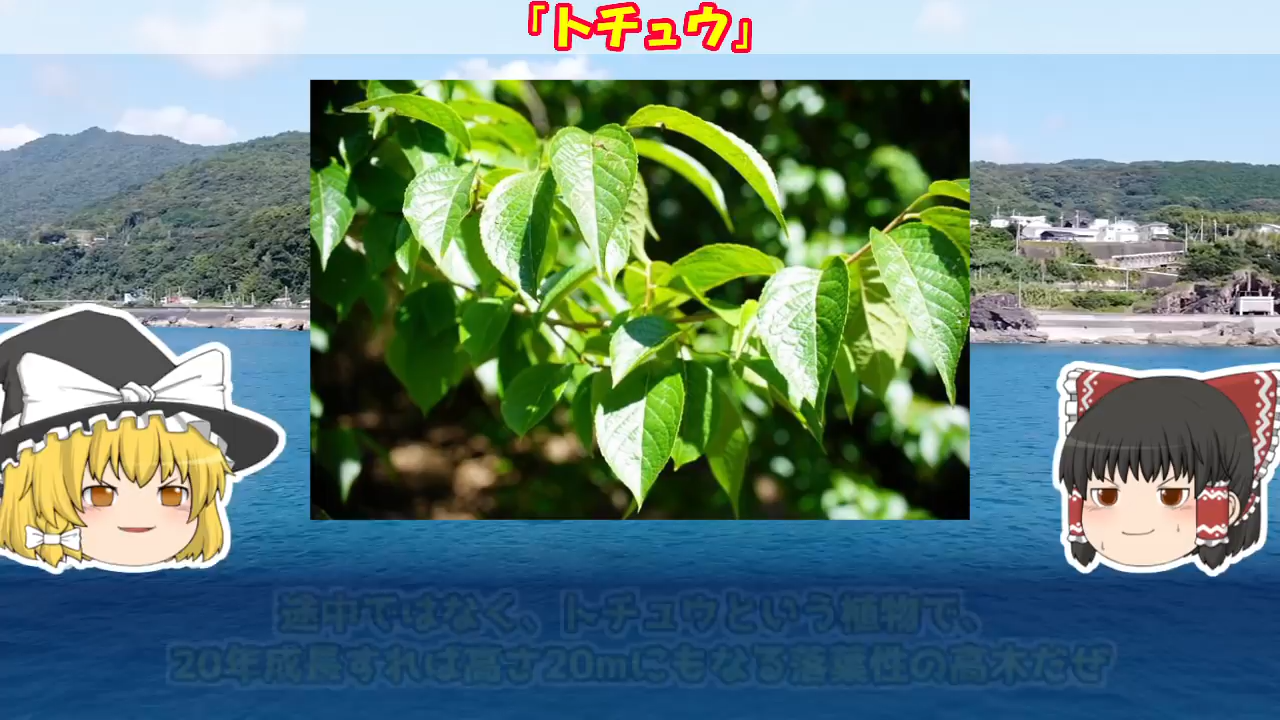 「トチュウ」
途中ではなく、トチュウという植物で、
20年成長すれば高さ20mにもなる落葉性の高木だぜ